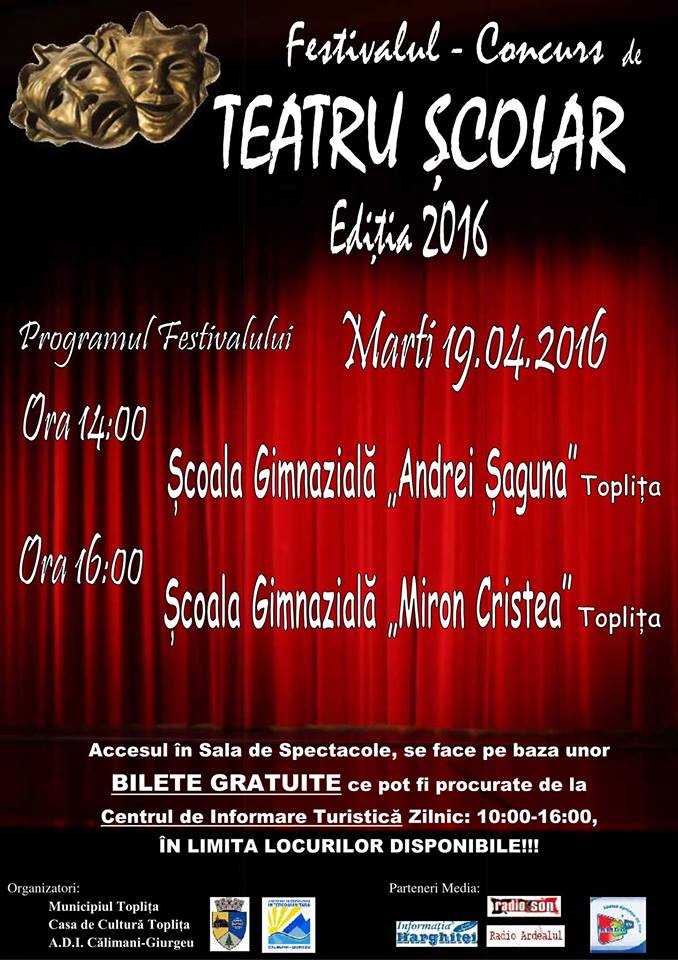 Festivalul - Concurs de
TEATRU ȘCOLAR
Ediția 2016
Programul Festivalului
Marti 19.04.2016
Ora 14:00
Școala Gimnazială „Andrei Șaguna” Toplița
Ora 16:00
Școala Gimnazială „Miron Cristea” Toplița
Accesul în Sala de Spectacole, se face pe baza unor
BILETE GRATUITE ce pot fi procurate de la
Centrul de Informare Turistică Zilnic: 10:00-16:00,
ÎN LIMITA LOCURILOR DISPONIBILE!!!
Organizatori:
Municipiul Toplița
Casa de Cultură Toplița
A.D.I. Călimani-Giurgeu
Parteneri Media:
radio son
Informația Harghitei
Radio Ardealul